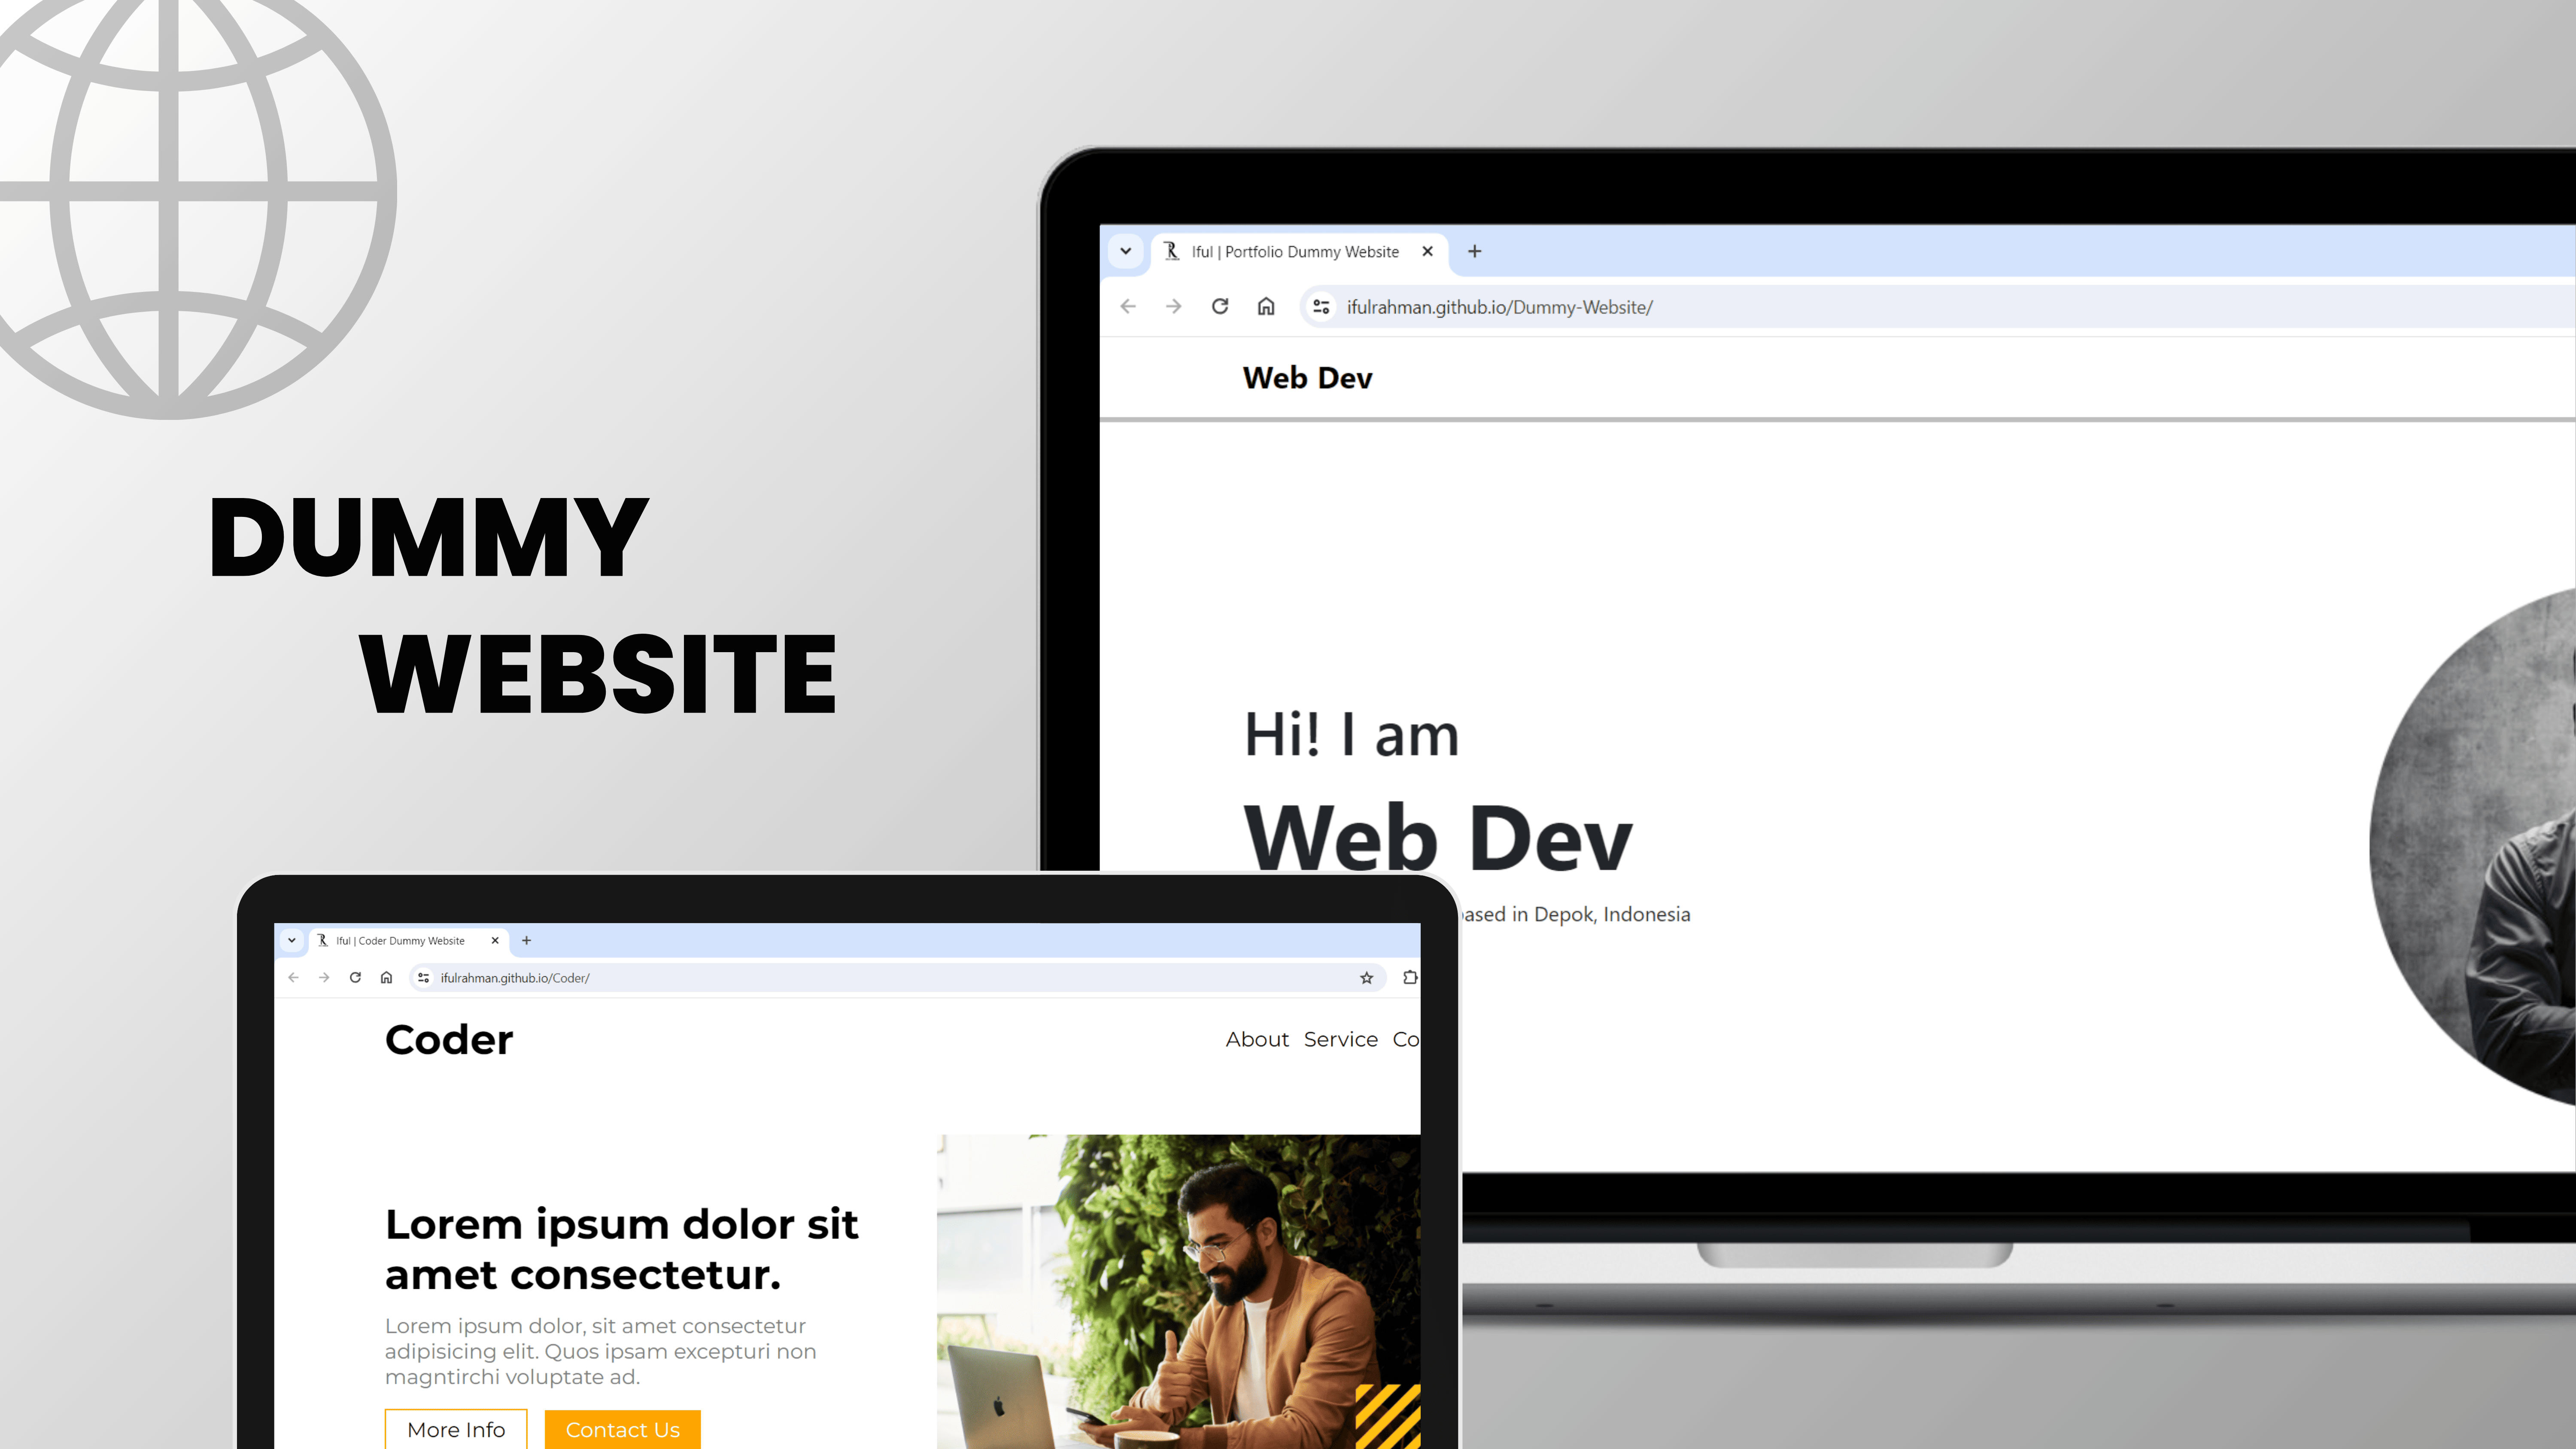 DUMMY
WEBSITE
Iful | Portfolio Dummy Website
ifulrahman.github.io/Dummy-Website/
Web Dev
Hi! I am
Web Dev
based in Depok, Indonesia
Iful | Coder Dummy Website
ifulrahman.github.io/Coder/
Coder
About Service Co
Lorem ipsum dolor sit
amet consectetur.
Lorem ipsum dolor, sit amet consectetur
adipisicing elit. Quos ipsam excepturi non
magntirchi voluptate ad.
More Info Contact Us